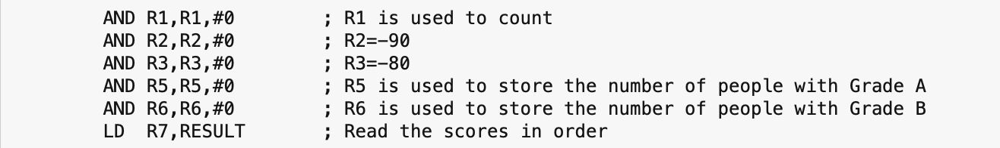 AND R1,R1,#0 ; R1 is used to count
AND R2,R2,#0 ; R2=-90
AND R3,R3,#0 ; R3=-80
AND R5,R5,#0 ; R5 is used to store the number of people with Grade A
AND R6,R6,#0 ; R6 is used to store the number of people with Grade B
LD R7,RESULT ; Read the scores in order